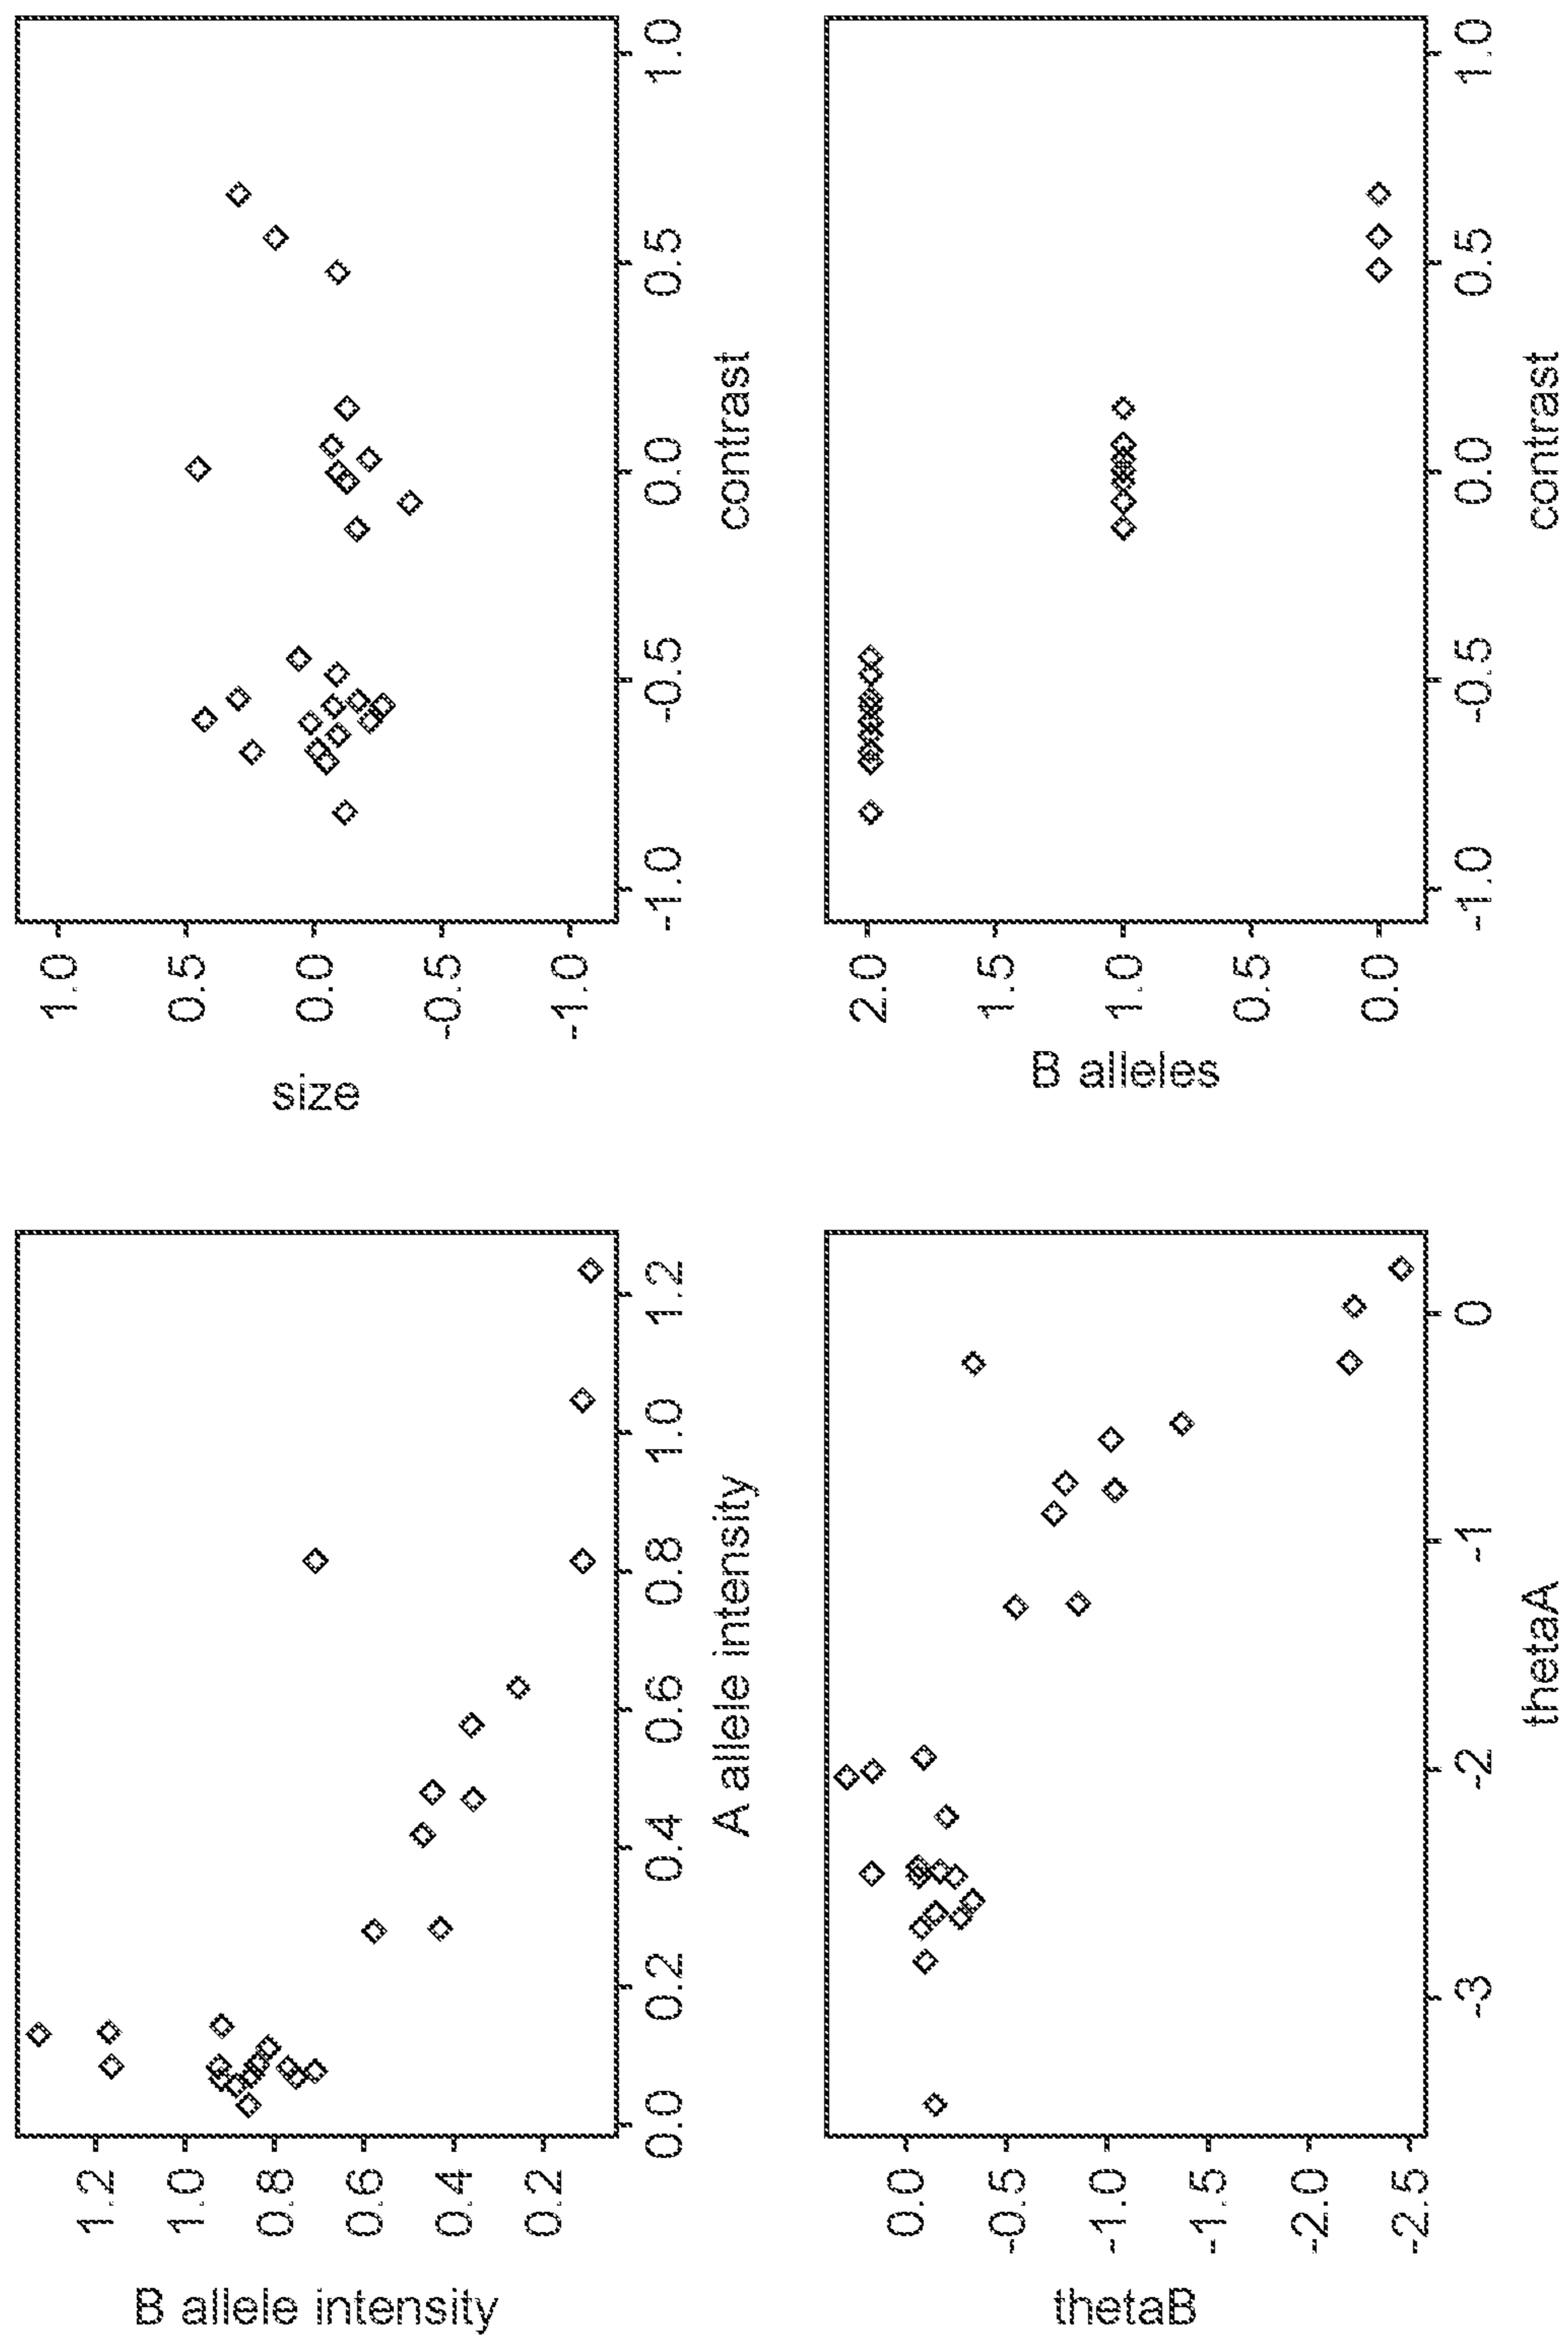 B allele intensity
1.2
1.0
0.8
0.6
0.4
0.2
0.0 0.2 0.4 0.6 0.8 1.0 1.2
A allele intensity
size
1.0
0.5
0.0
-0.5
-1.0
-1.0 -0.5 0.0 0.5 1.0
contrast
thetaB
0.0
-0.5
-1.0
-1.5
-2.0
-2.5
-3 -2 -1 0
thetaA
B alleles
2.0
1.5
1.0
0.5
0.0
-1.0 -0.5 0.0 0.5 1.0
contrast